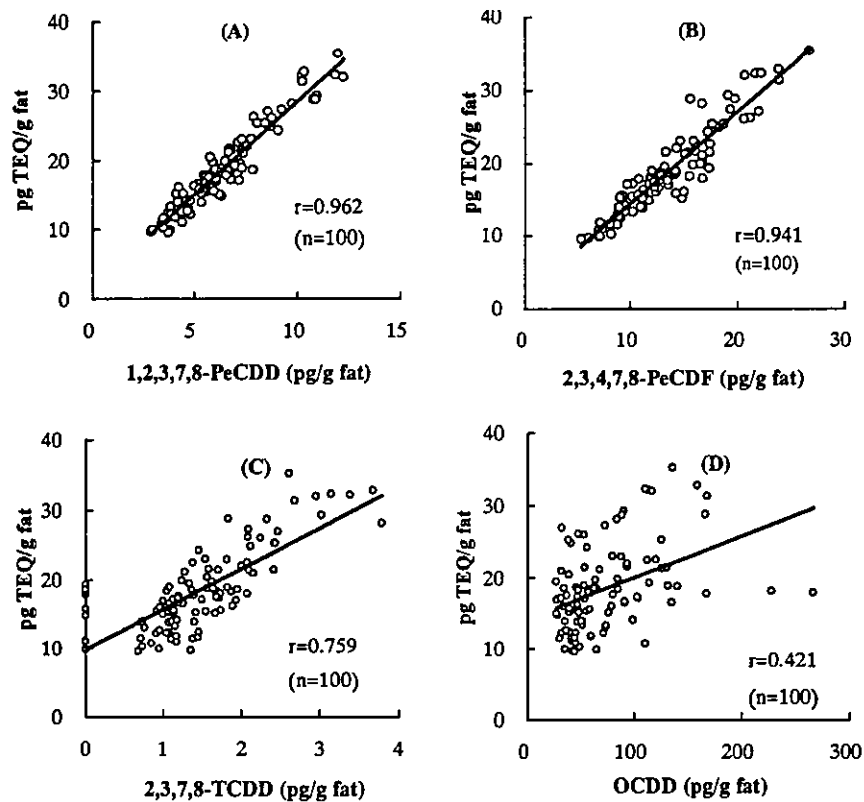 (A)
40
30
20
10
0
pg TEQ/g fat
r=0.962
(n=100)
0 5 10 15
1,2,3,7,8-PeCDD (pg/g fat)
(B)
40
30
20
10
0
pg TEQ/g fat
r=0.941
(n=100)
0 10 20 30
2,3,4,7,8-PeCDF (pg/g fat)
(C)
40
30
20
10
0
pg TEQ/g fat
r=0.759
(n=100)
0 1 2 3 4
2,3,7,8-TCDD (pg/g fat)
(D)
40
30
20
10
0
pg TEQ/g fat
r=0.421
(n=100)
0 100 200 300
OCDD (pg/g fat)